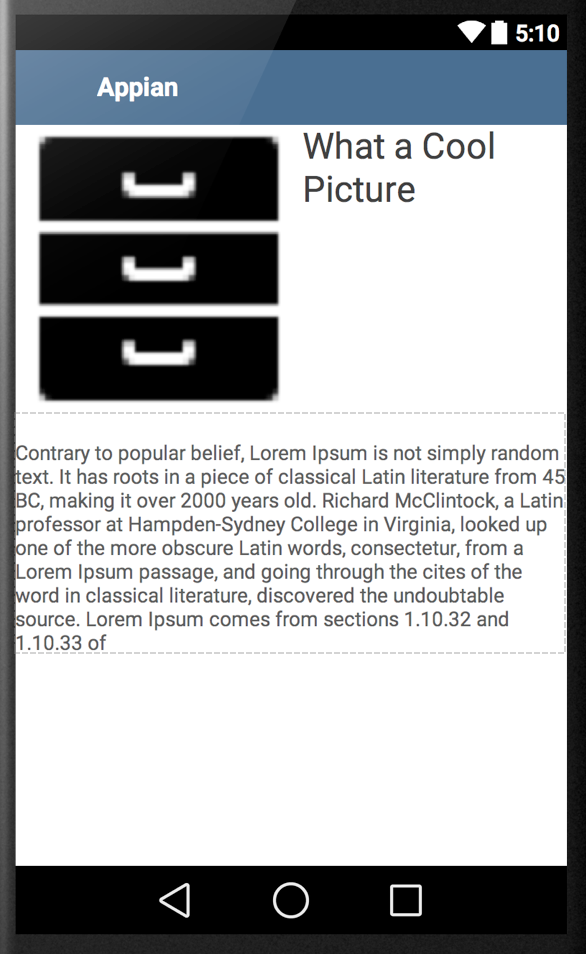 5:10
Appian
What a Cool
Picture
Contrary to popular belief, Lorem Ipsum is not simply random
text. It has roots in a piece of classical Latin literature from 45
BC, making it over 2000 years old. Richard McClintock, a Latin
professor at Hampden-Sydney College in Virginia, looked up
one of the more obscure Latin words, consectetur, from a
Lorem Ipsum passage, and going through the cites of the
word in classical literature, discovered the undoubtable
source. Lorem Ipsum comes from sections 1.10.32 and
1.10.33 of